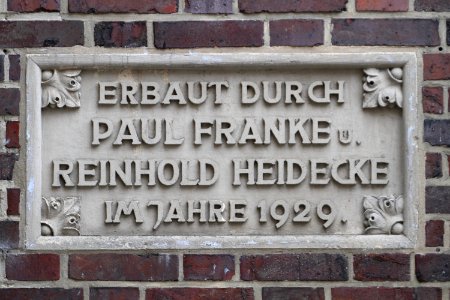 ERBAUT DURCH
PAUL FRANKE u.
REINHOLD HEIDECKE
IM JAHRE 1929.